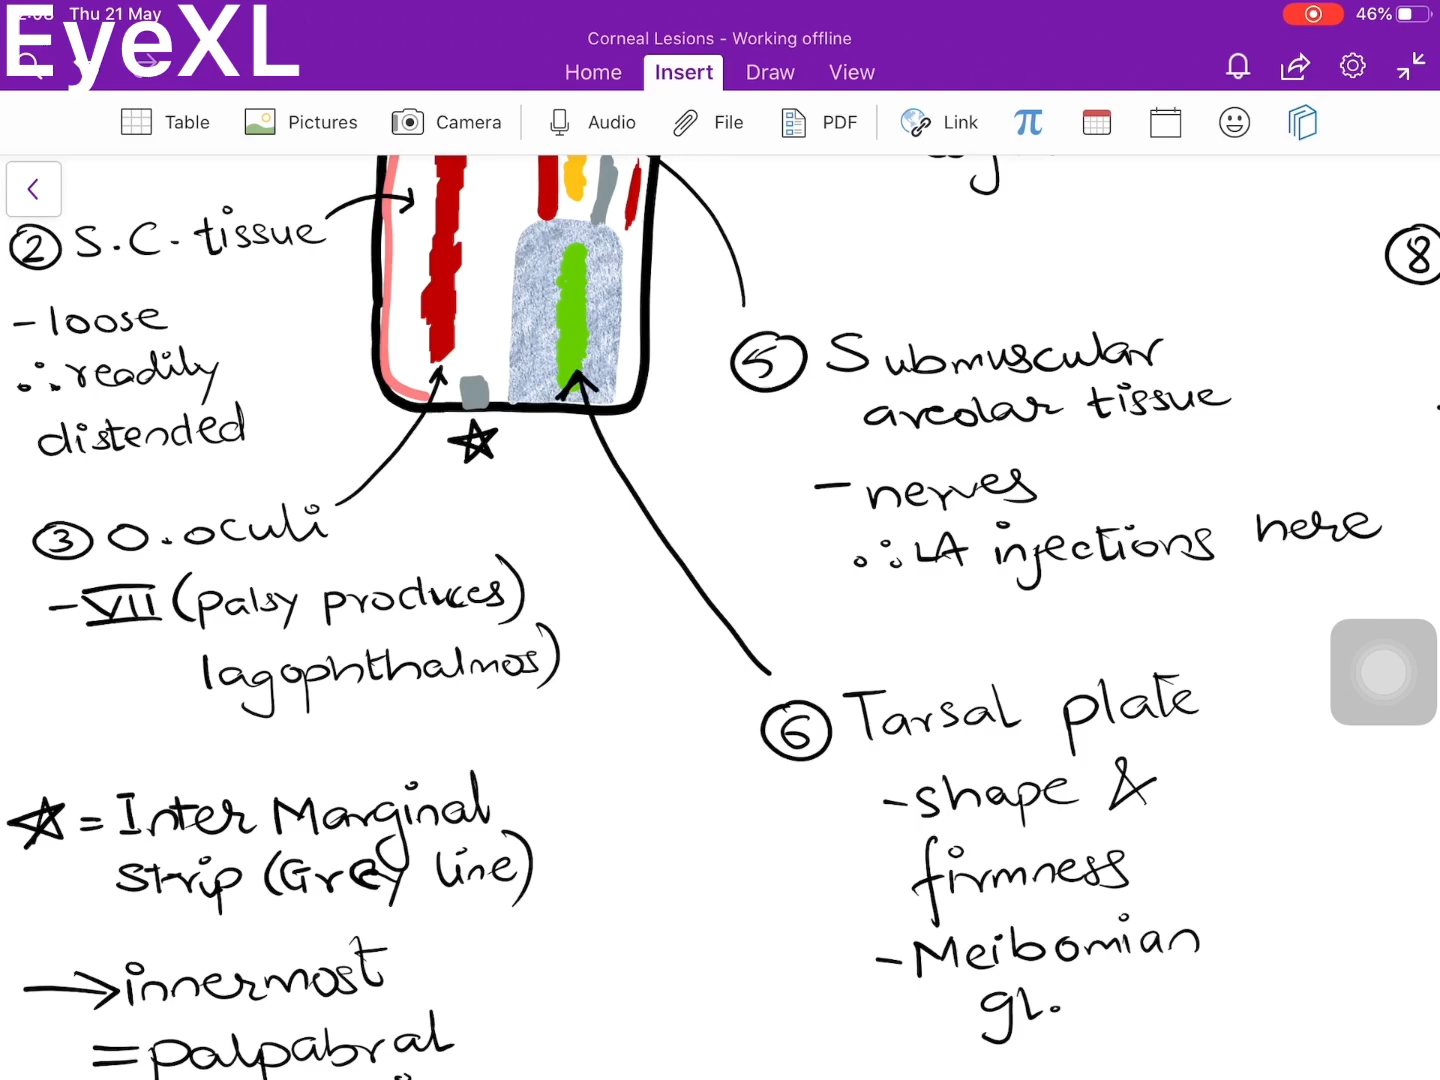 Thu 21 May
46%
EyeXL
Corneal Lesions - Working offline
Home Insert Draw View
Table Pictures Camera Audio File PDF Link π
② S.C. tissue
- loose
∴ readily
distended
③ O. oculi
- VII (palsy produces)
lagophthalmos)
☆ = Inter Marginal
strip (Grey line)
→ innermost
= palpabral
⑤ Submuscular
areolar tissue
- nerves
∴ LA injections here
⑥ Tarsal plate
- shape &
firmness
- Meibomian
gl.
⑧